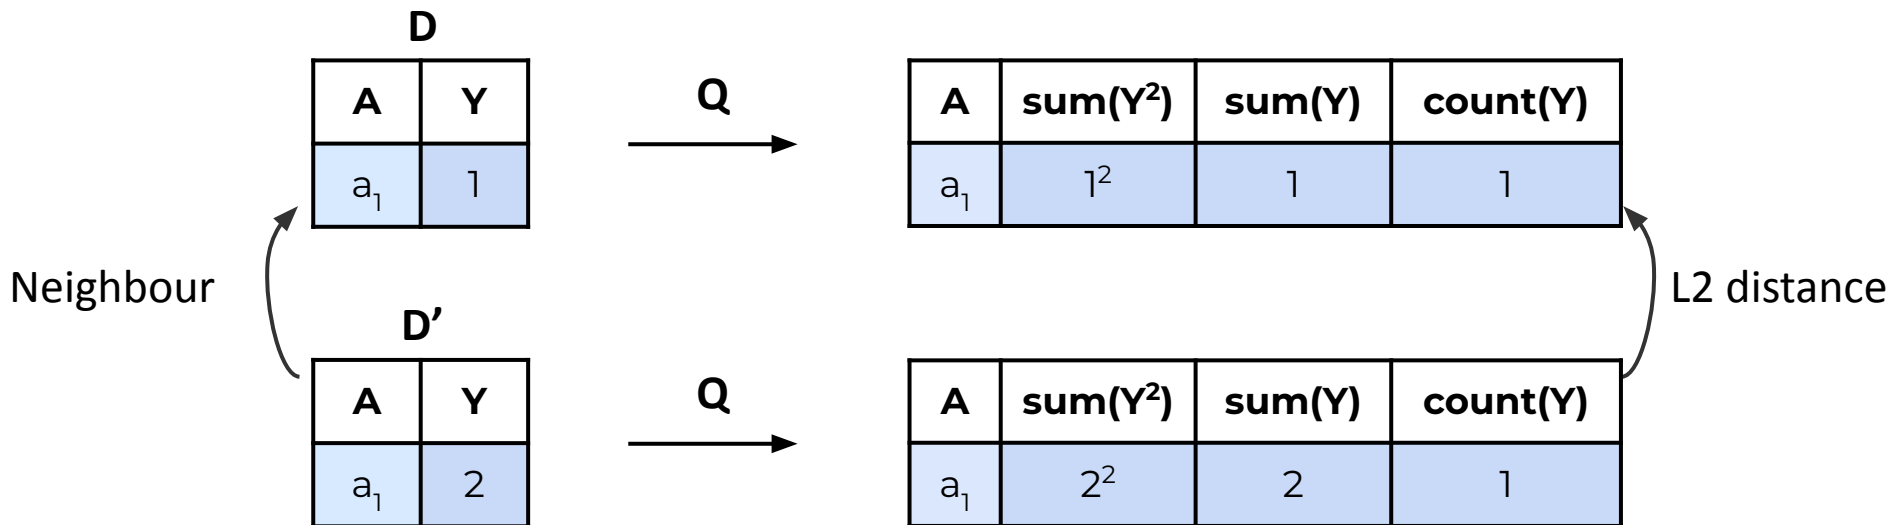 D
A Y
a₁ 1
Q
A sum(Y²) sum(Y) count(Y)
a₁ 1² 1 1
Neighbour
L2 distance
D’
A Y
a₁ 2
Q
A sum(Y²) sum(Y) count(Y)
a₁ 2² 2 1